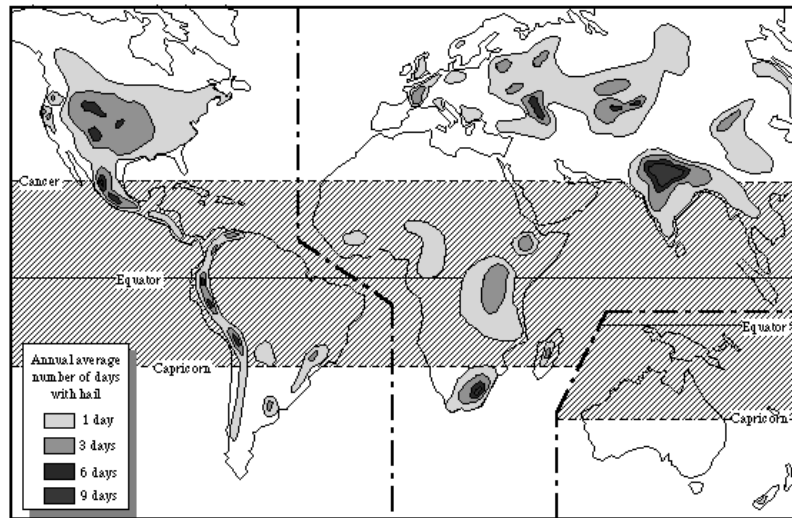 Cancer
Equator
Equator
Capricorn
Capricorn
Annual average
number of days
with hail
1 day
3 days
6 days
9 days